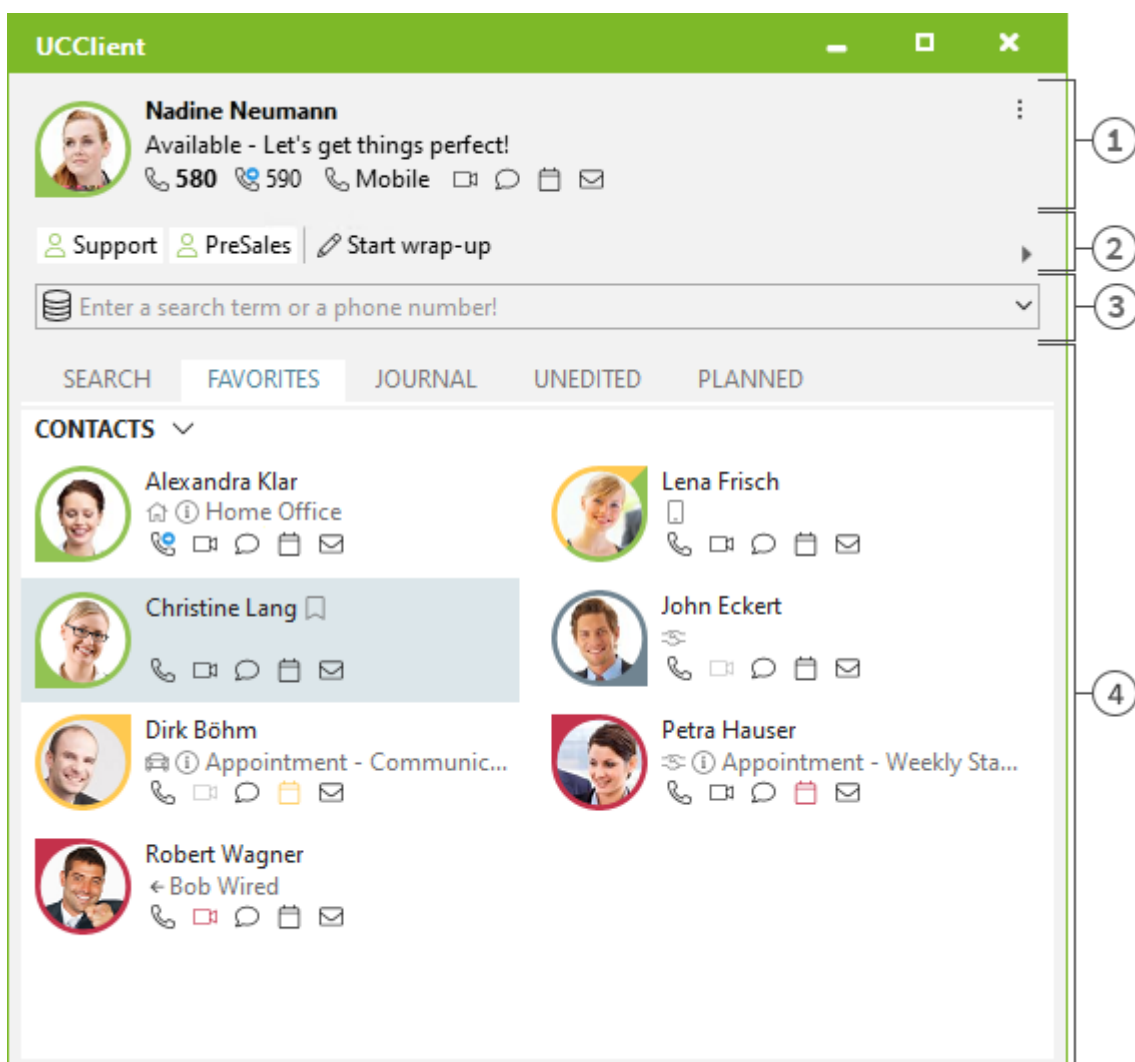 UCClient
Nadine Neumann
Available - Let's get things perfect!
580 590 Mobile
1
Support PreSales Start wrap-up
2
Enter a search term or a phone number!
3
SEARCH FAVORITES JOURNAL UNEDITED PLANNED
CONTACTS
Alexandra Klar
Home Office
Lena Frisch
Christine Lang
John Eckert
4
Dirk Böhm
Appointment - Communic...
Petra Hauser
Appointment - Weekly Sta...
Robert Wagner
Bob Wired